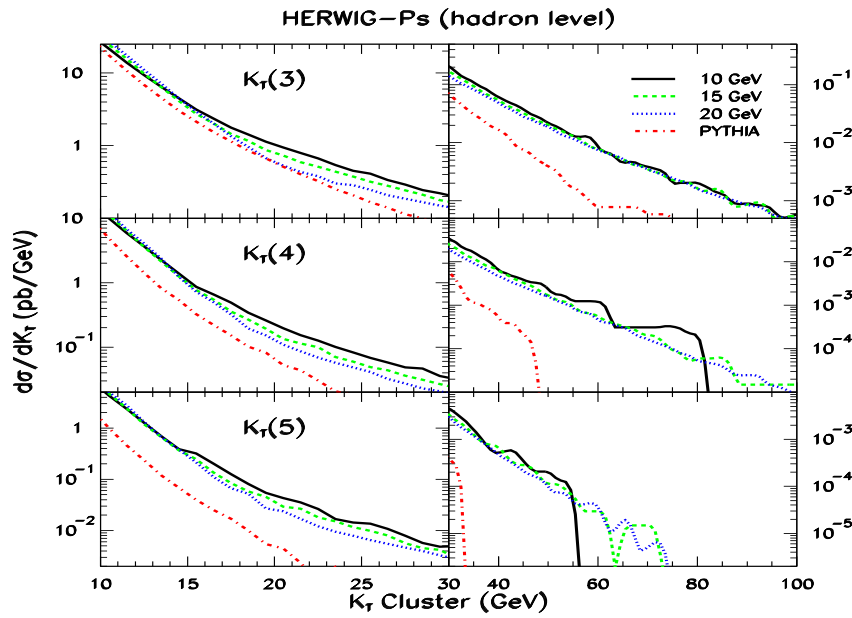 HERWIG-Ps (hadron level)
K_T(3)
10
1
10
10 GeV
15 GeV
20 GeV
PYTHIA
10^-1
10^-2
10^-3
K_T(4)
1
10^-1
10^-2
10^-3
10^-4
K_T(5)
1
10^-1
10^-2
10^-3
10^-4
10^-5
dσ/dK_T (pb/GeV)
10 15 20 25 30 30 40 60 80 100
K_T Cluster (GeV)